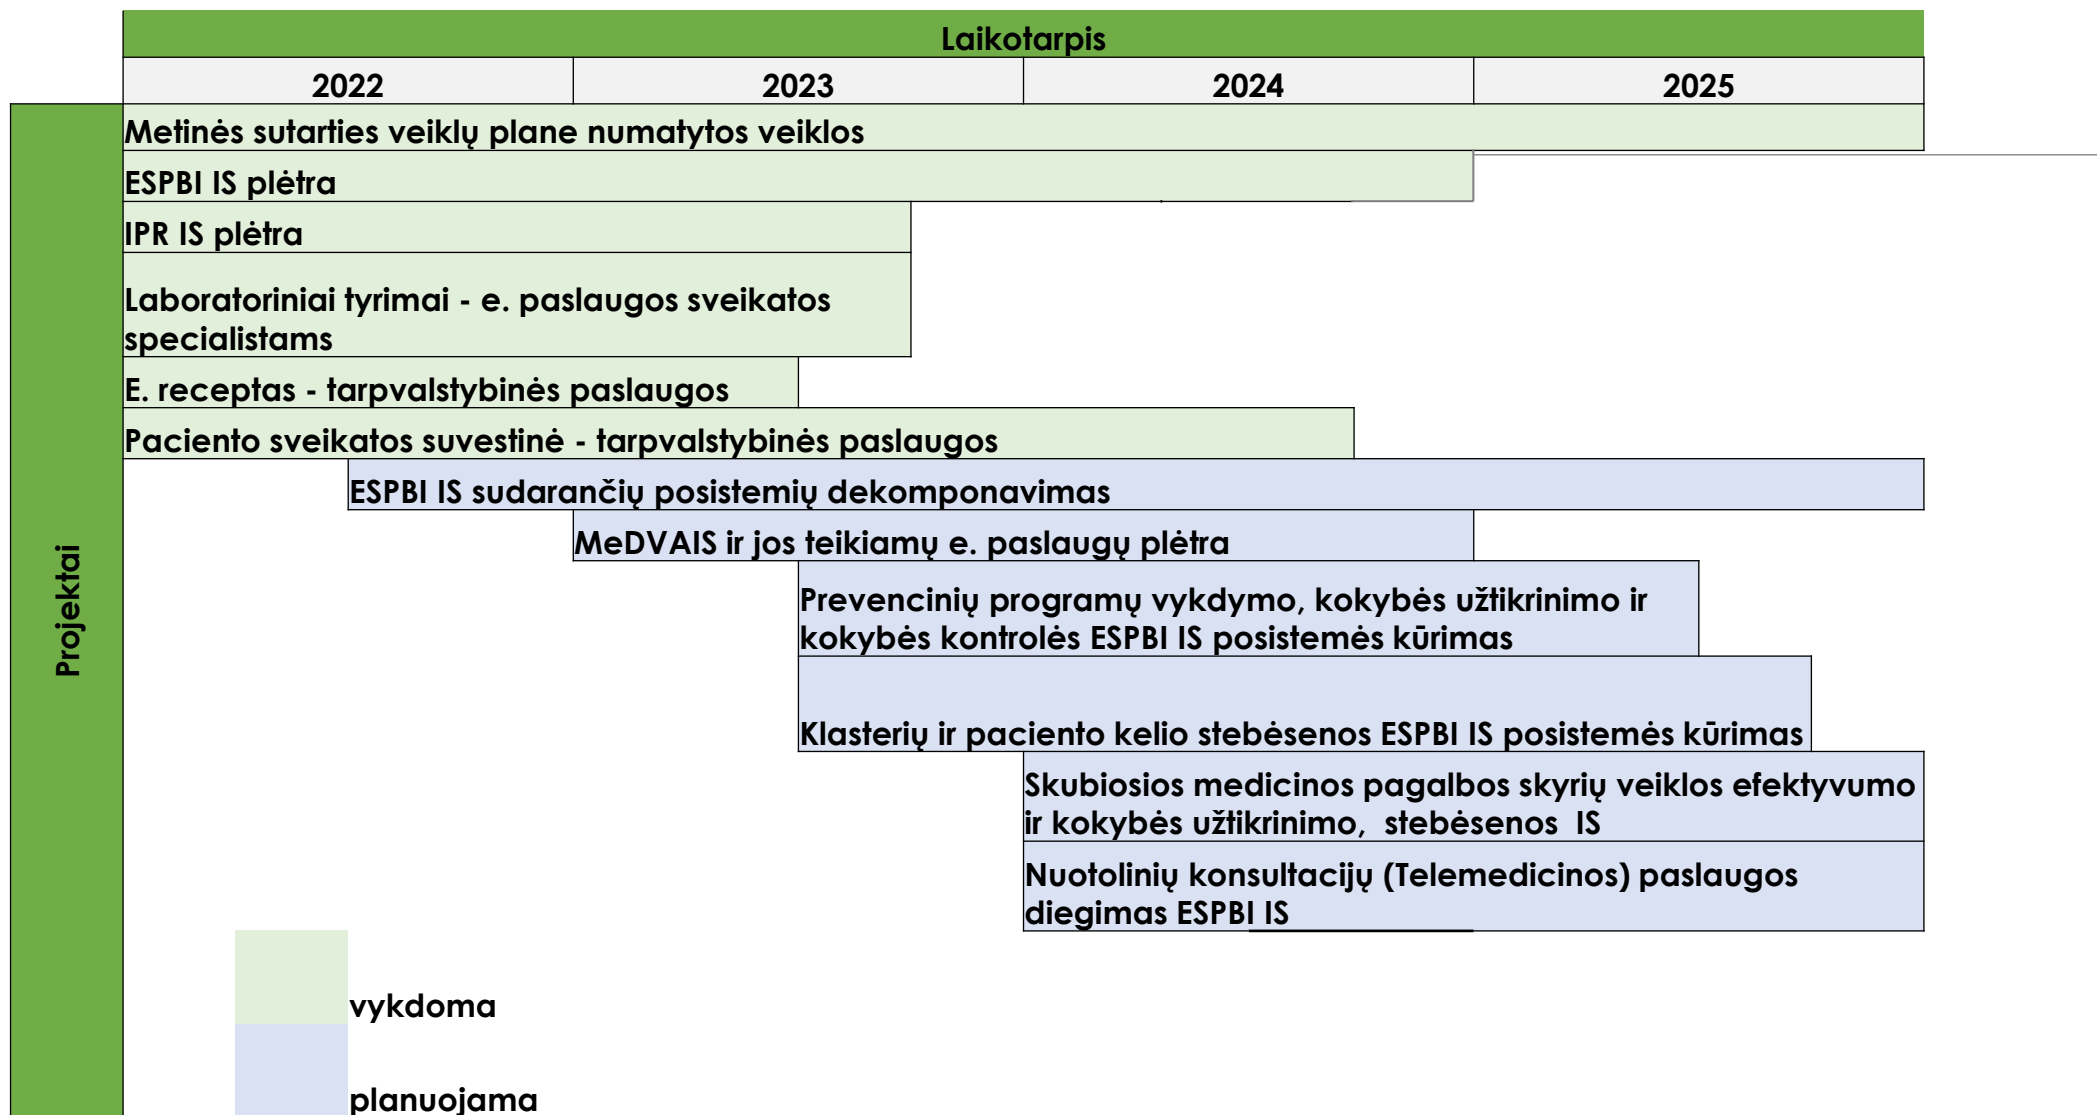 Laikotarpis
2022 2023 2024 2025
Projektai
Metinės sutarties veiklų plane numatytos veiklos
ESPBI IS plėtra
IPR IS plėtra
Laboratoriniai tyrimai - e. paslaugos sveikatos
specialistams
E. receptas - tarpvalstybinės paslaugos
Paciento sveikatos suvestinė - tarpvalstybinės paslaugos
ESPBI IS sudarančių posistemių dekomponavimas
MeDVAIS ir jos teikiamų e. paslaugų plėtra
Prevencinių programų vykdymo, kokybės užtikrinimo ir
kokybės kontrolės ESPBI IS posistemės kūrimas
Klasterių ir paciento kelio stebėsenos ESPBI IS posistemės kūrimas
Skubiosios medicinos pagalbos skyrių veiklos efektyvumo
ir kokybės užtikrinimo, stebėsenos IS
Nuotolinių konsultacijų (Telemedicinos) paslaugos
diegimas ESPBI IS
vykdoma
planuojama